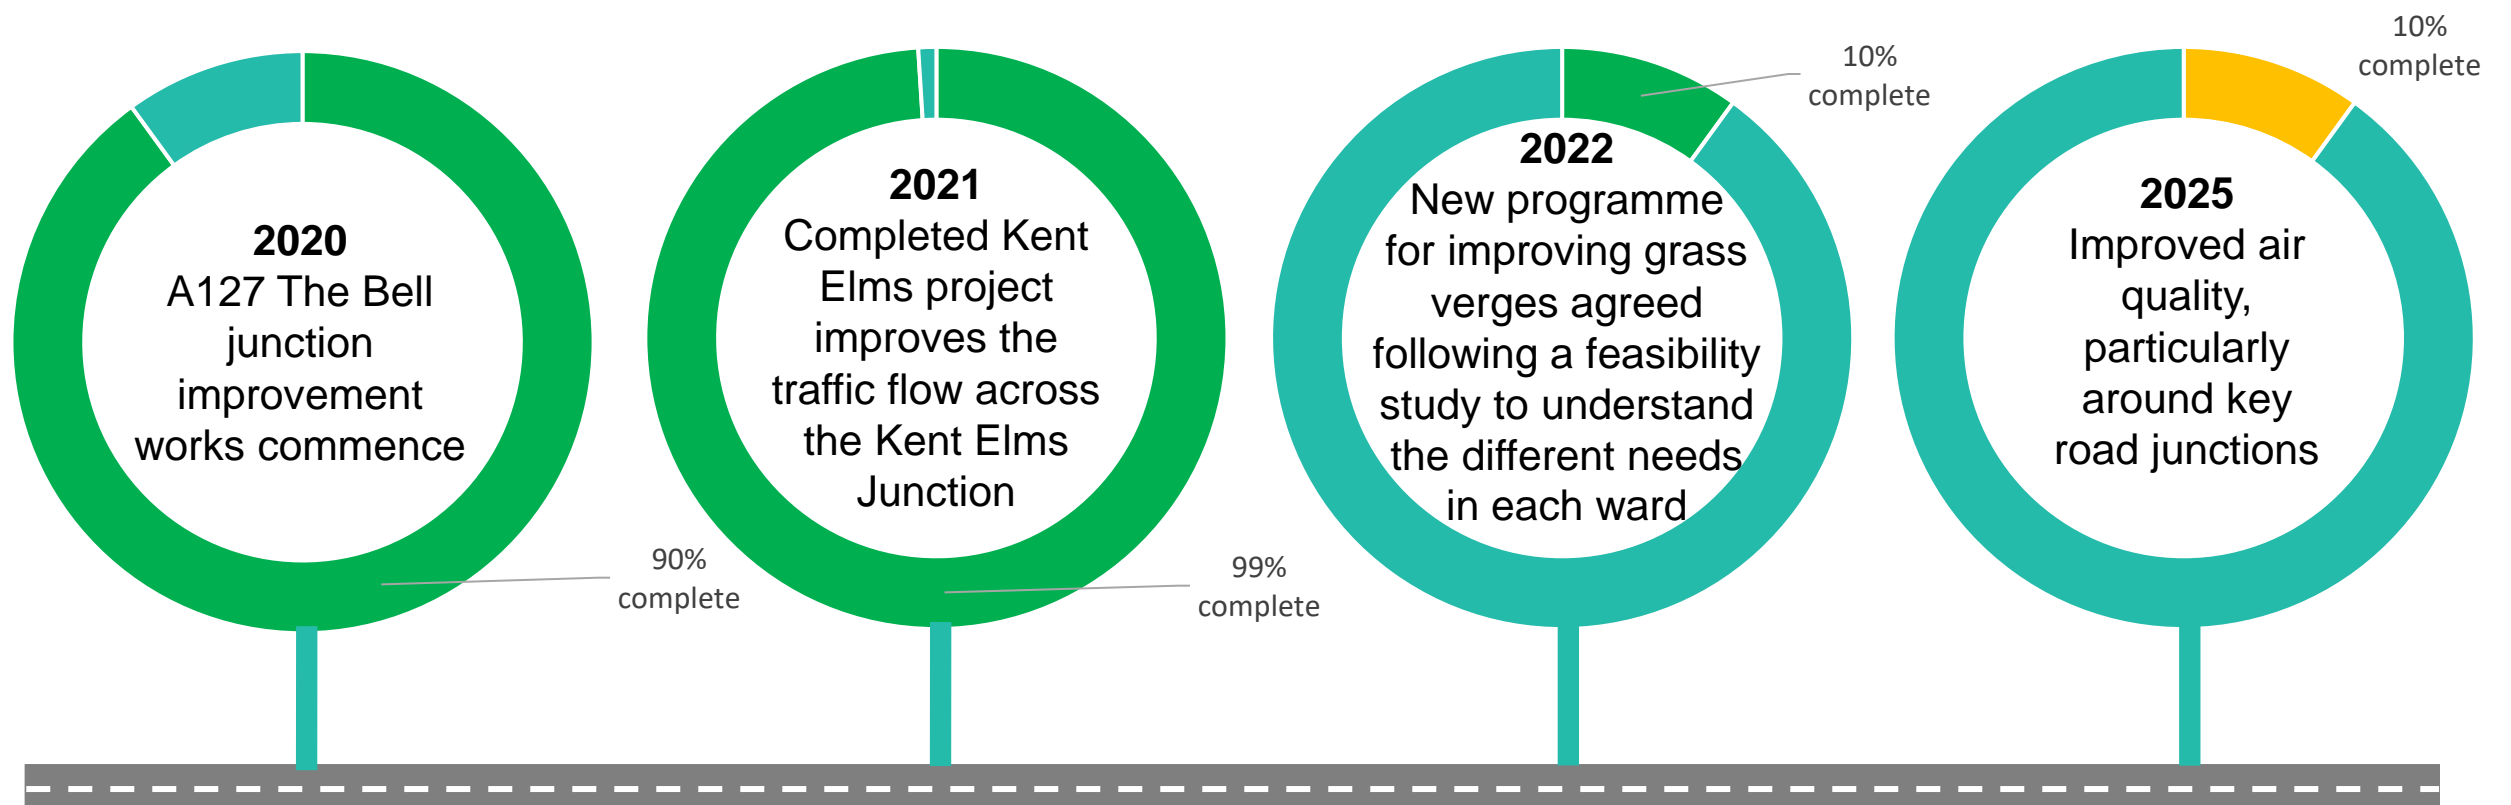 2020
A127 The Bell
junction
improvement
works commence
90%
complete
2021
Completed Kent
Elms project
improves the
traffic flow across
the Kent Elms
Junction
99%
complete
2022
New programme
for improving grass
verges agreed
following a feasibility
study to understand
the different needs
in each ward
10%
complete
2025
Improved air
quality,
particularly
around key
road junctions
10%
complete